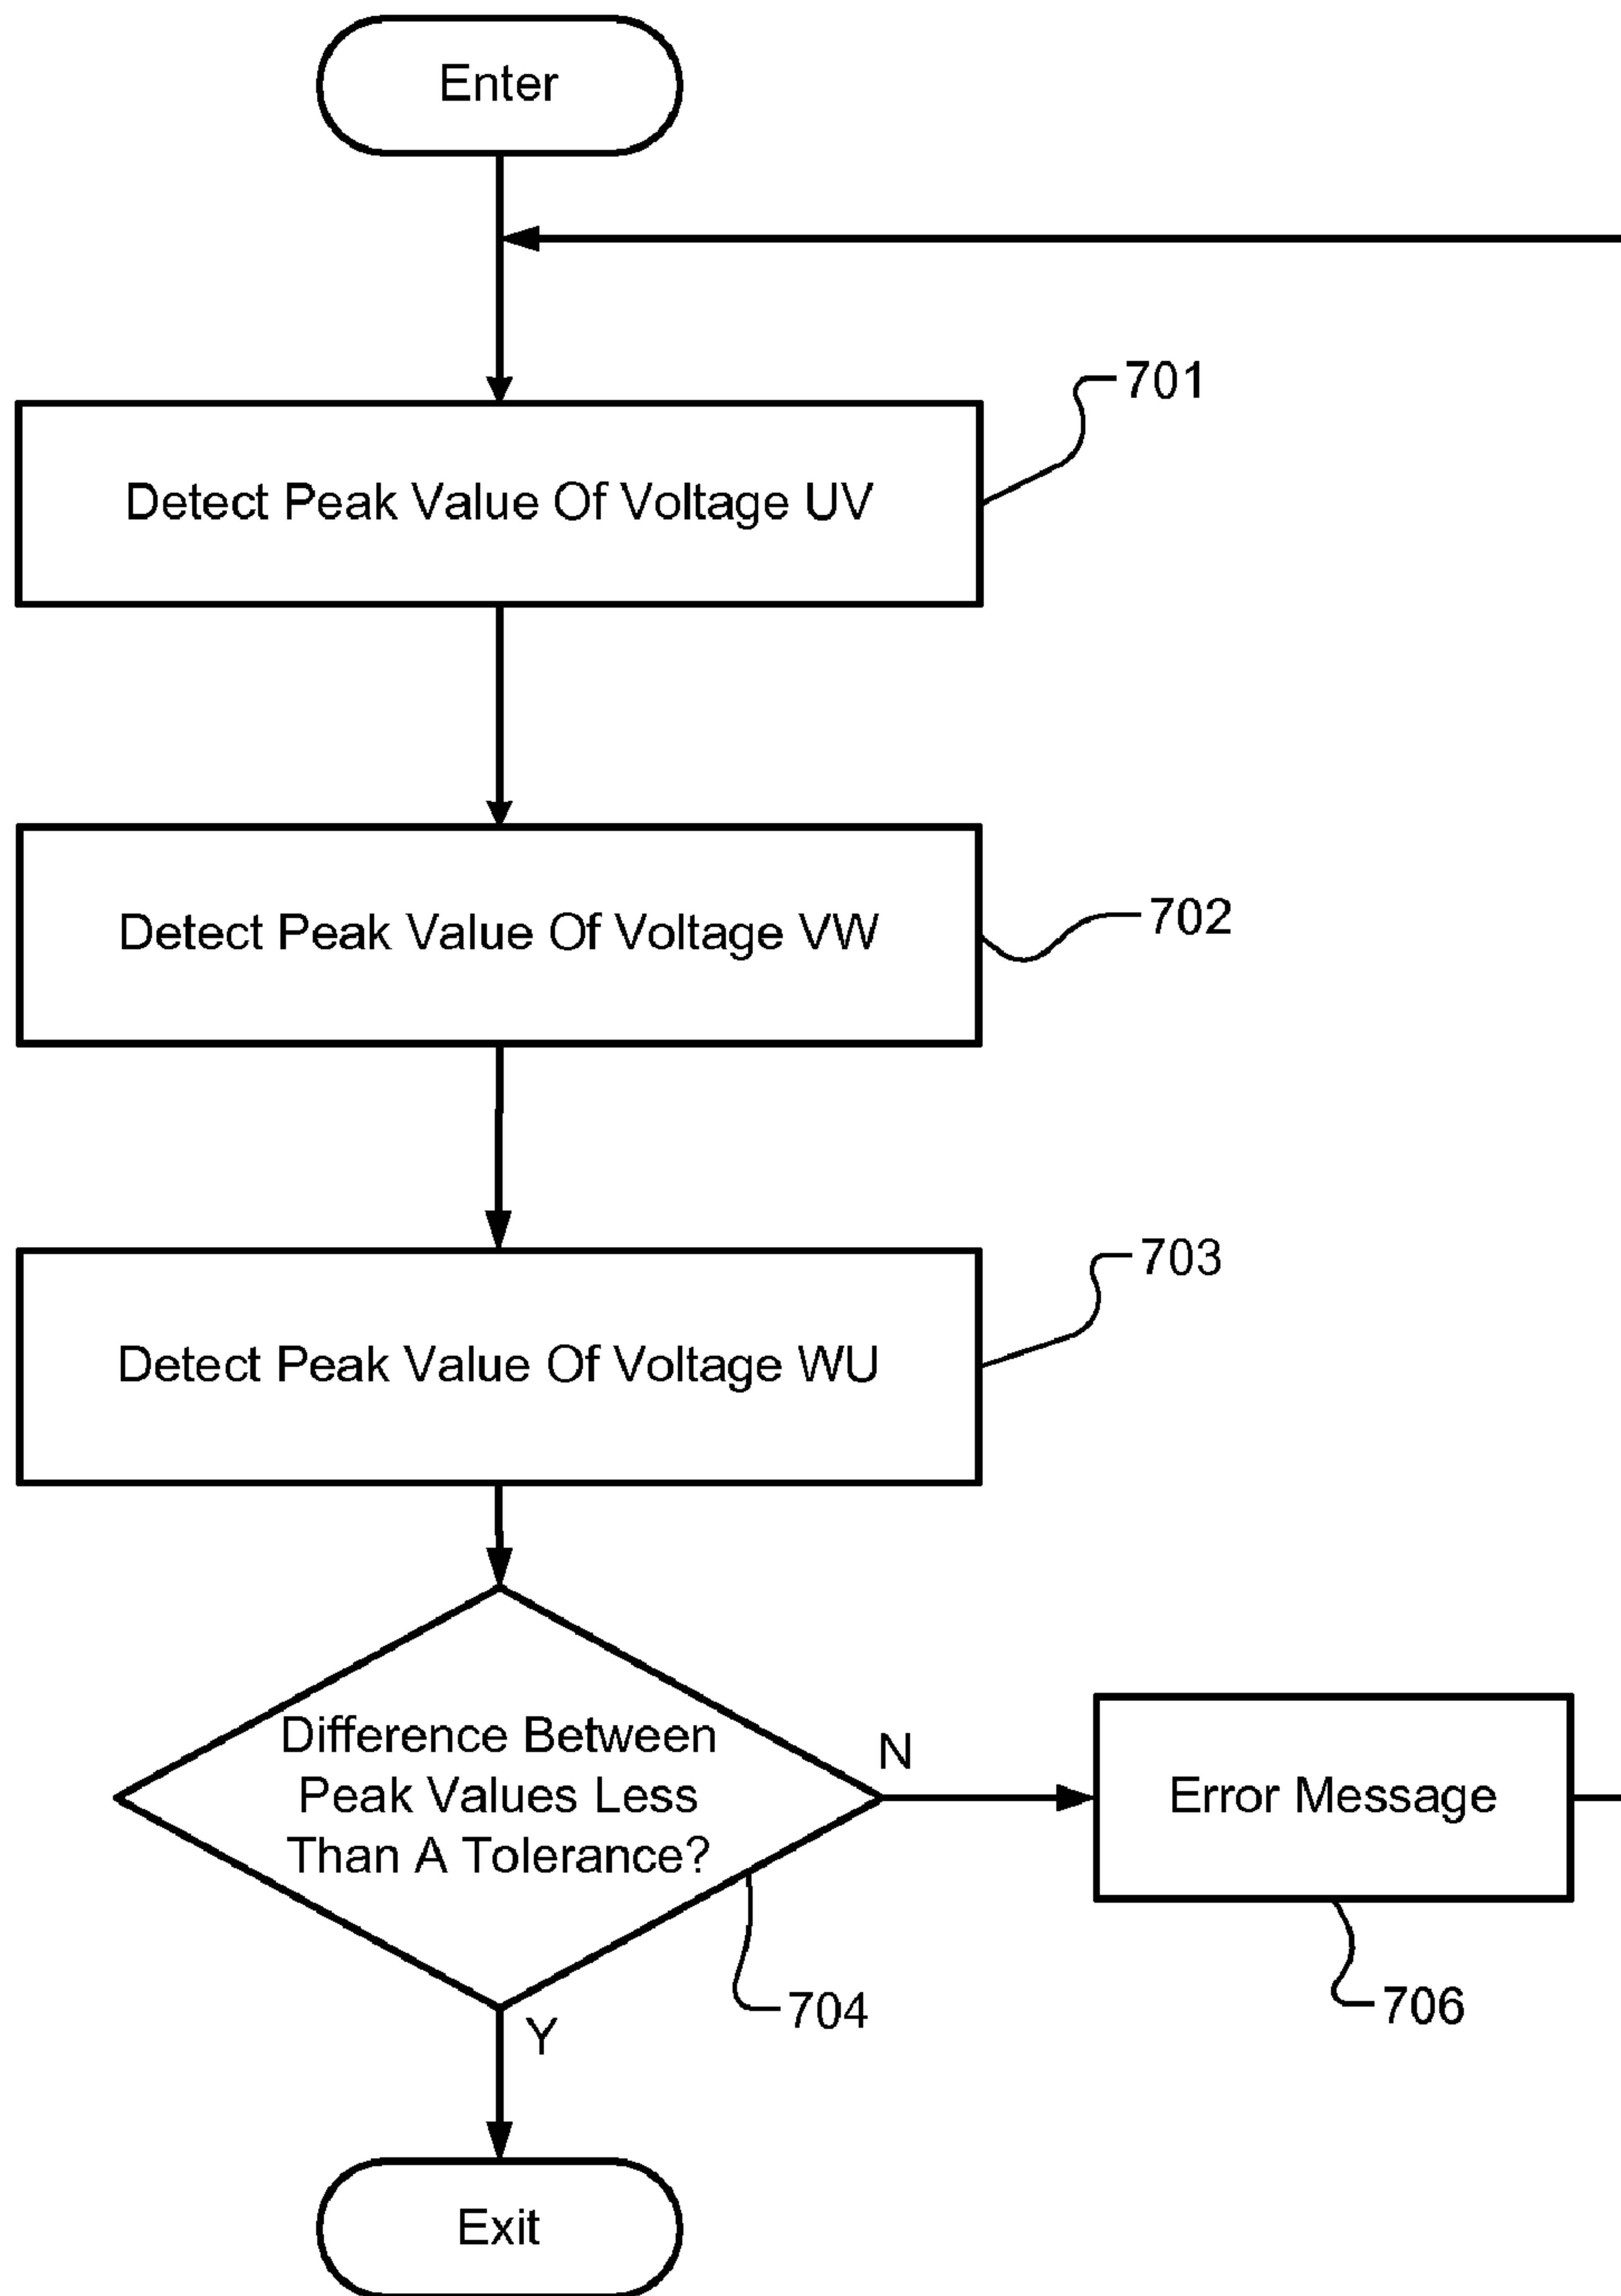 Enter
701
Detect Peak Value Of Voltage UV
702
Detect Peak Value Of Voltage VW
703
Detect Peak Value Of Voltage WU
Difference Between
Peak Values Less
Than A Tolerance?
N
Error Message
704
706
Y
Exit